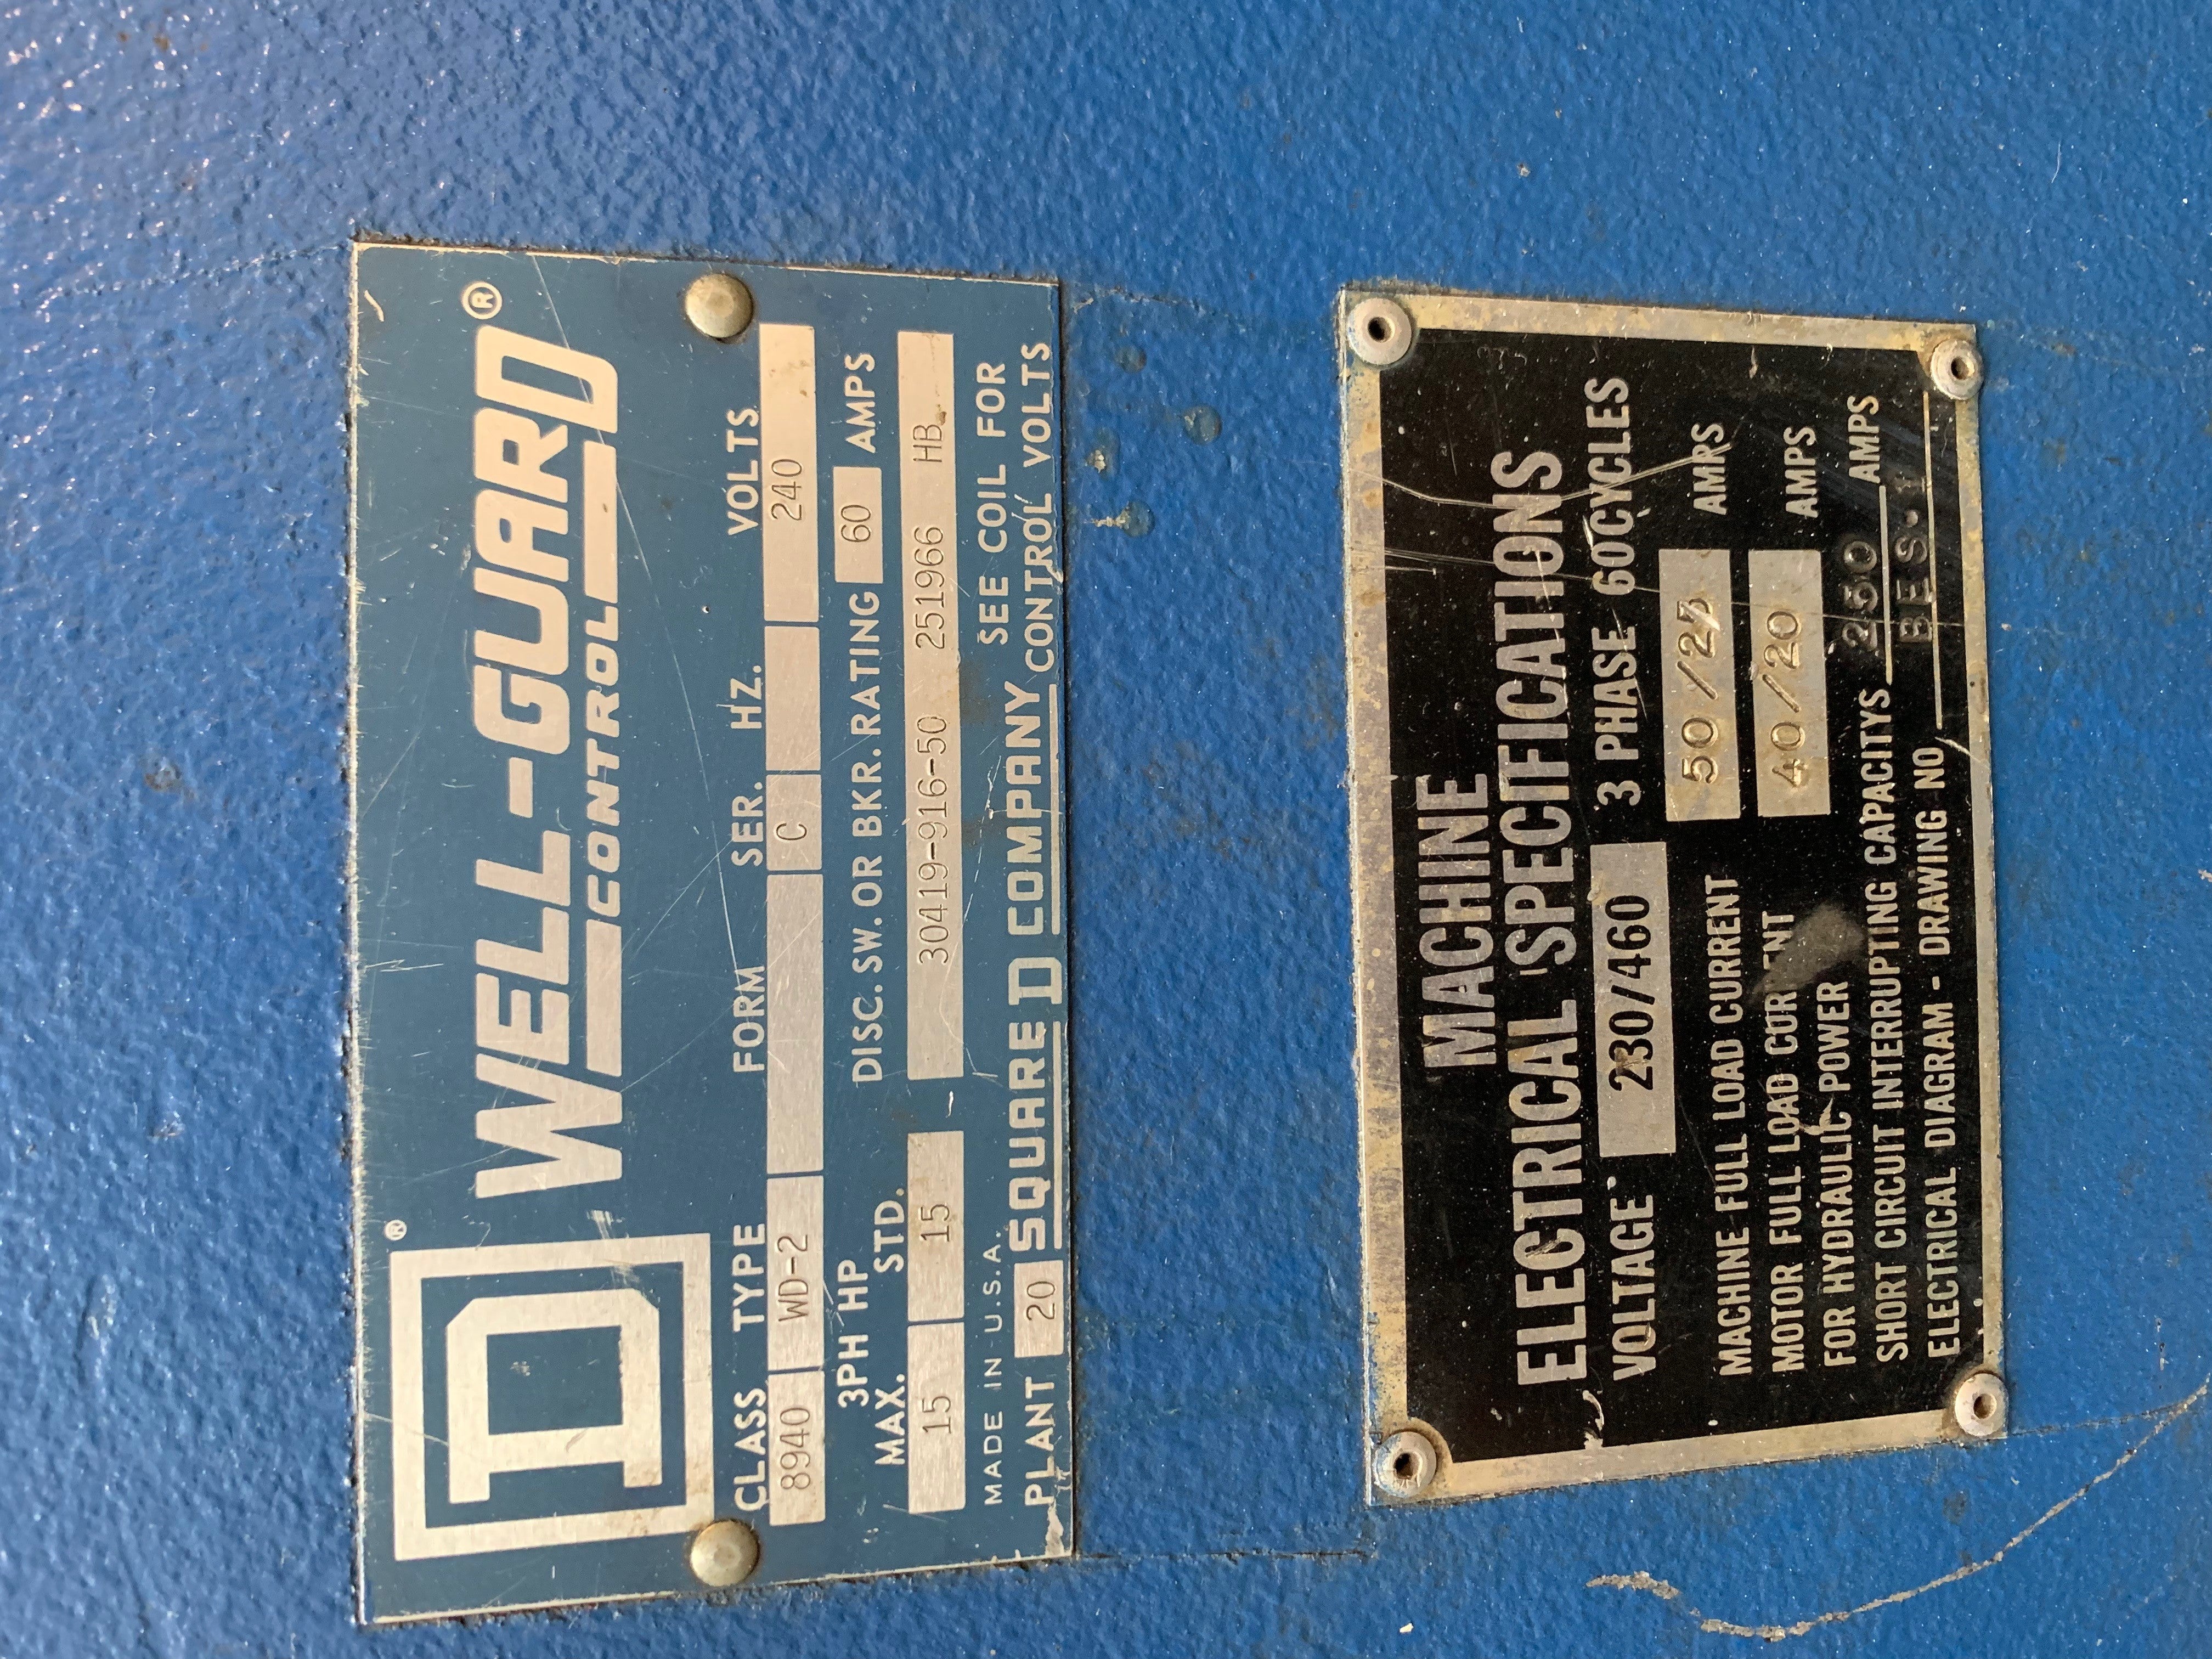 D ®
WELL-GUARD ®
CONTROL
CLASS TYPE FORM SER. HZ. VOLTS
8940 WD-2 C 240
3PH HP DISC. SW. OR BKR. RATING 60 AMPS
MAX. STD.
15 15 30419-916-50 251966 HB
MADE IN U.S.A. SEE COIL FOR
PLANT 20 SQUARE D COMPANY CONTROL VOLTS
MACHINE
ELECTRICAL SPECIFICATIONS
VOLTAGE 230/460 3 PHASE 60CYCLES
MACHINE FULL LOAD CURRENT 50/25 AMPS
MOTOR FULL LOAD CURRENT 40/20 AMPS
FOR HYDRAULIC POWER
SHORT CIRCUIT INTERRUPTING CAPACITYS 250 AMPS
ELECTRICAL DIAGRAM - DRAWING NO BES-1